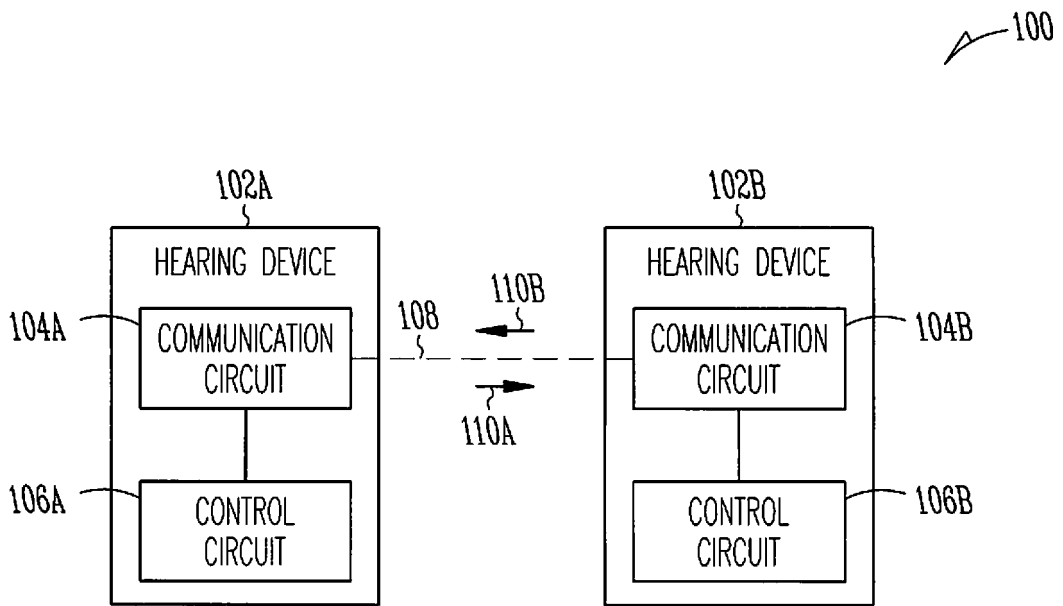 100
102A
102B
HEARING DEVICE
HEARING DEVICE
110B
104A
108
104B
COMMUNICATION
CIRCUIT
COMMUNICATION
CIRCUIT
110A
106A
106B
CONTROL
CIRCUIT
CONTROL
CIRCUIT